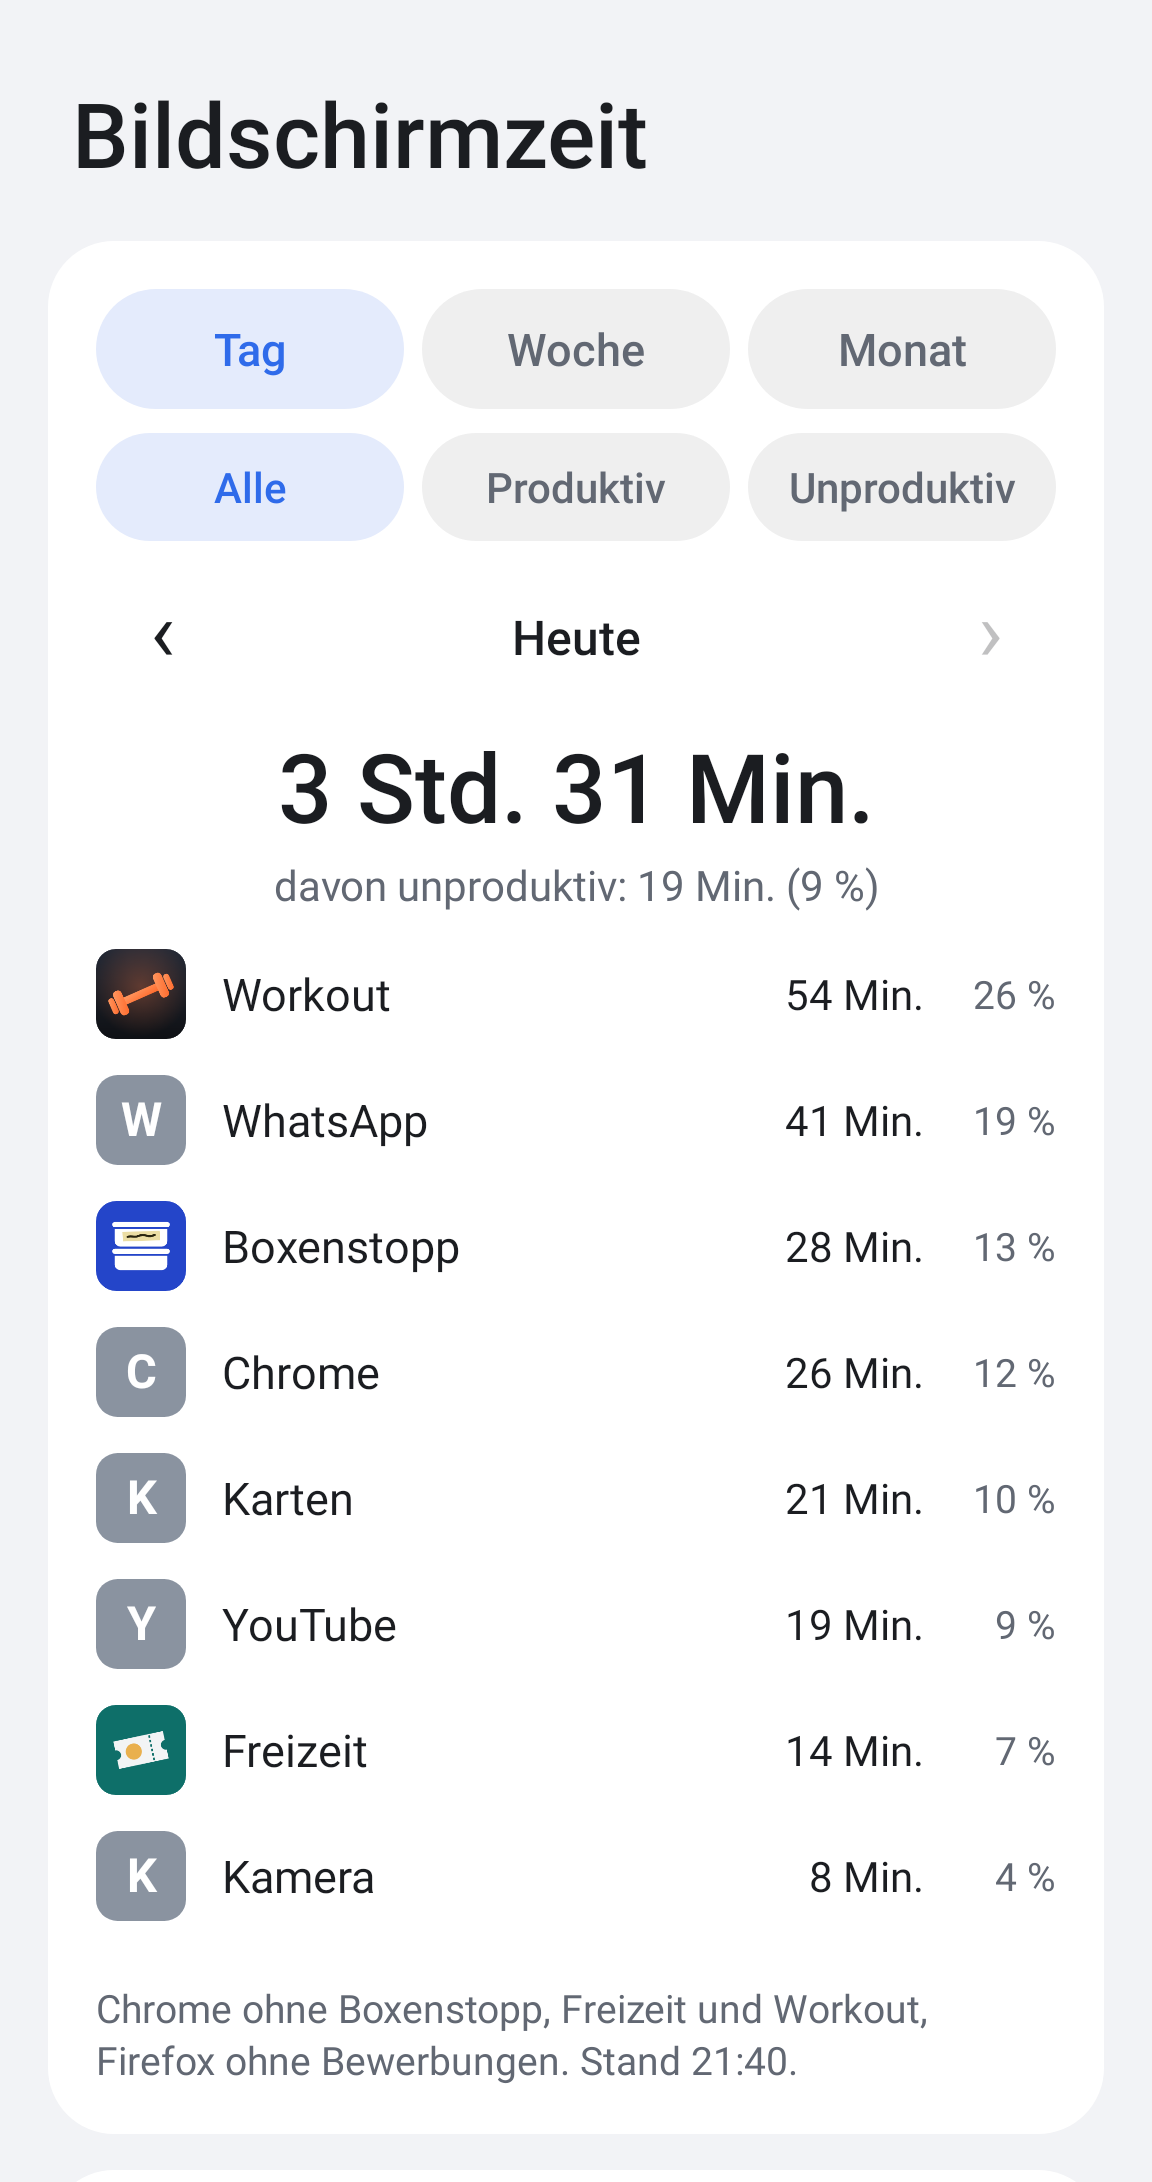 Bildschirmzeit
Tag Woche Monat
Alle Produktiv Unproduktiv
‹ Heute ›
3 Std. 31 Min.
davon unproduktiv: 19 Min. (9 %)
Workout 54 Min. 26 %
W WhatsApp 41 Min. 19 %
Boxenstopp 28 Min. 13 %
C Chrome 26 Min. 12 %
K Karten 21 Min. 10 %
Y YouTube 19 Min. 9 %
Freizeit 14 Min. 7 %
K Kamera 8 Min. 4 %
Chrome ohne Boxenstopp, Freizeit und Workout,
Firefox ohne Bewerbungen. Stand 21:40.